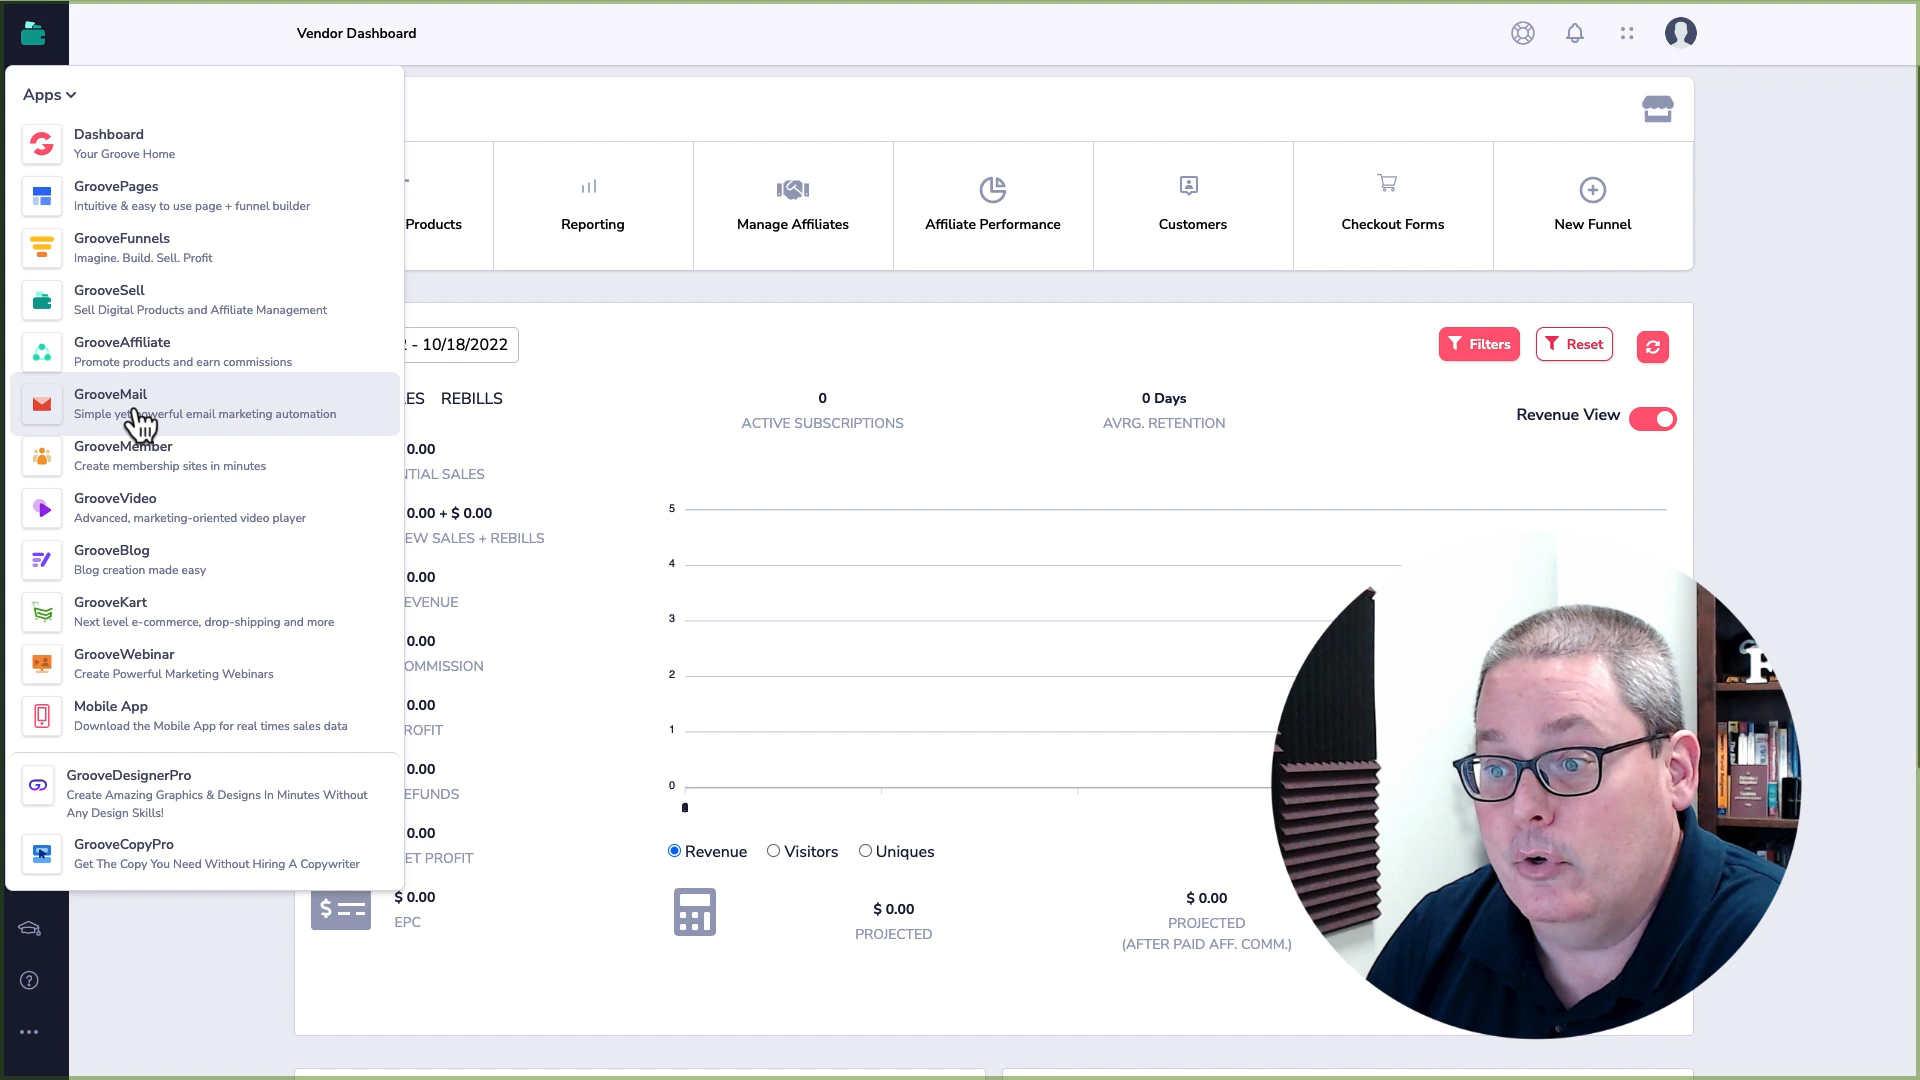 Vendor Dashboard
Apps
Dashboard
Your Groove Home
GroovePages
Intuitive & easy to use page + funnel builder
GrooveFunnels
Imagine. Build. Sell. Profit
GrooveSell
Sell Digital Products and Affiliate Management
GrooveAffiliate
Promote products and earn commissions
GrooveMail
Simple yet powerful email marketing automation
GrooveMember
Create membership sites in minutes
GrooveVideo
Advanced, marketing-oriented video player
GrooveBlog
Blog creation made easy
GrooveKart
Next level e-commerce, drop-shipping and more
GrooveWebinar
Create Powerful Marketing Webinars
Mobile App
Download the Mobile App for real times sales data
GrooveDesignerPro
Create Amazing Graphics & Designs In Minutes Without
Any Design Skills!
GrooveCopyPro
Get The Copy You Need Without Hiring A Copywriter
Products
Reporting
Manage Affiliates
Affiliate Performance
Customers
Checkout Forms
New Funnel
- 10/18/2022
Filters
Reset
ES REBILLS
0
ACTIVE SUBSCRIPTIONS
0 Days
AVRG. RETENTION
Revenue View
0.00
TIAL SALES
0.00 + $ 0.00
EW SALES + REBILLS
0.00
EVENUE
0.00
OMMISSION
0.00
ROFIT
0.00
EFUNDS
0.00
ET PROFIT
$ 0.00
EPC
5
4
3
2
1
0
Revenue Visitors Uniques
$ 0.00
PROJECTED
$ 0.00
PROJECTED
(AFTER PAID AFF. COMM.)